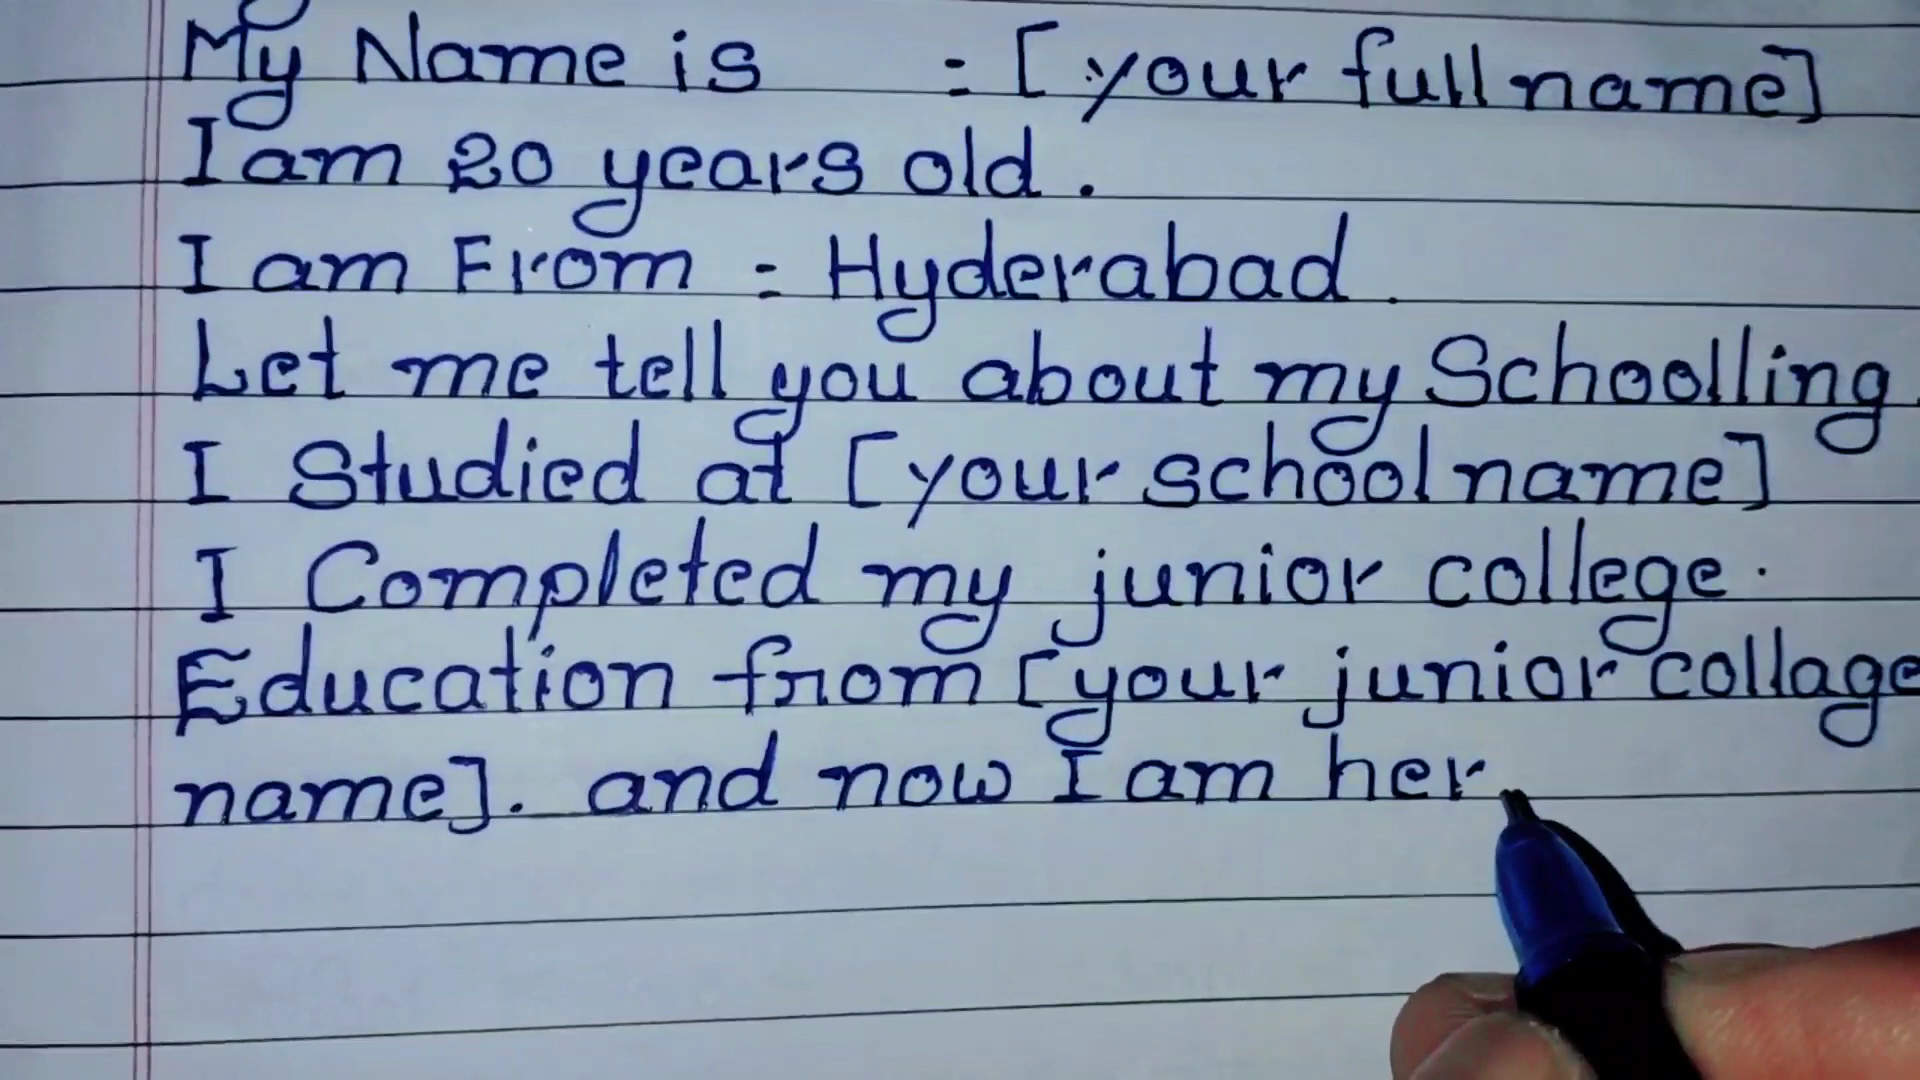 My Name is : [your full name]
I am 20 years old.
I am From : Hyderabad.
Let me tell you about my Schoolling.
I Studied at [your school name]
I Completed my junior college.
Education from [your junior collage
name]. and now I am her